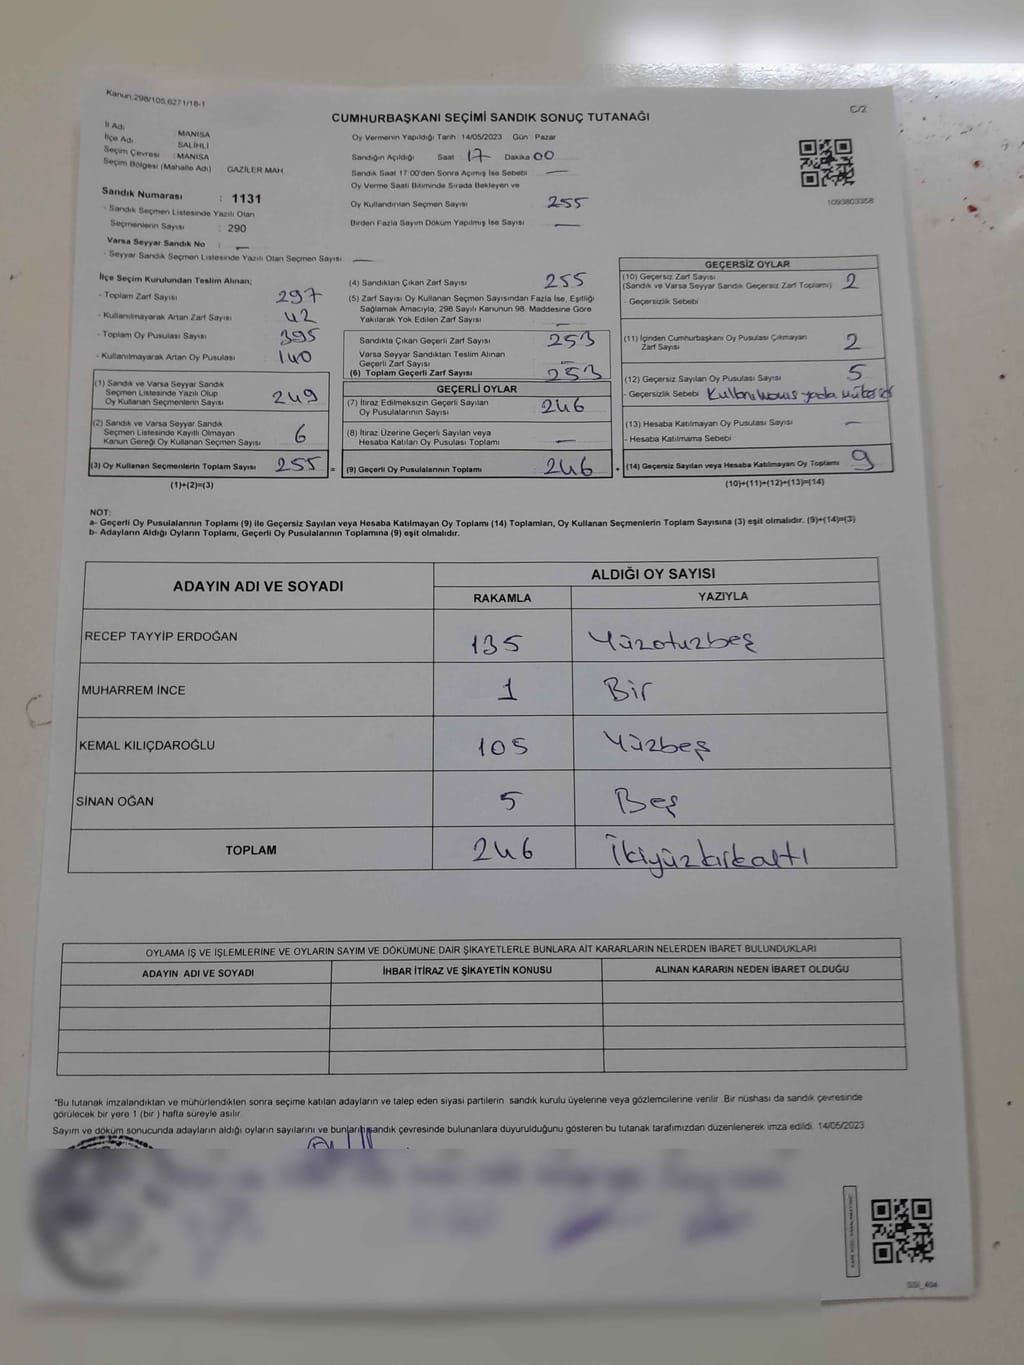 Kanun.298/105,6271/18-1
C/2
CUMHURBAŞKANI SEÇİMİ SANDIK SONUÇ TUTANAĞI
İl Adı : MANİSA
İlçe Adı : SALİHLİ
Seçim Çevresi : MANİSA
Seçim Bölgesi (Mahalle Adı) GAZİLER MAH
Sandık Numarası : 1131
- Sandık Seçmen Listesinde Yazılı Olan
Seçmenlerin Sayısı : 290
Varsa Seyyar Sandık No : —
- Seyyar Sandık Seçmen Listesinde Yazılı Olan Seçmen Sayısı: —
Oy Vermenin Yapıldığı Tarih : 14/05/2023 Gün : Pazar
Sandığın Açıldığı Saat 17 Dakika 00
Sandık Saat 17:00'den Sonra Açımış İse Sebebi —
Oy Verme Saati Bitiminde Sırada Bekleyen ve
Oy Kullandırılan Seçmen Sayısı 255
Birden Fazla Sayım Döküm Yapılmış İse Sayısı —
1093803358
İlçe Seçim Kurulundan Teslim Alınan;
- Toplam Zarf Sayısı 297
- Kullanılmayarak Artan Zarf Sayısı 42
- Toplam Oy Pusulası Sayısı 395
- Kullanılmayarak Artan Oy Pusulası 140
(1) Sandık ve Varsa Seyyar Sandık
Seçmen Listesinde Yazılı Olup
Oy Kullanan Seçmenlerin Sayısı 249
(2) Sandık ve Varsa Seyyar Sandık
Seçmen Listesinde Kayıtlı Olmayan
Kanun Gereği Oy Kullanan Seçmen Sayısı 6
(3) Oy Kullanan Seçmenlerin Toplam Sayısı 255 =
(1)+(2)=(3)
(4) Sandıktan Çıkan Zarf Sayısı 255
(5) Zarf Sayısı Oy Kullanan Seçmen Sayısından Fazla İse, Eşitliği
Sağlamak Amacıyla; 298 Sayılı Kanunun 98. Maddesine Göre
Yakılarak Yok Edilen Zarf Sayısı —
Sandıkta Çıkan Geçerli Zarf Sayısı 253
Varsa Seyyar Sandıktan Teslim Alınan
Geçerli Zarf Sayısı —
(6) Toplam Geçerli Zarf Sayısı 253
GEÇERLİ OYLAR
(7) İtiraz Edilmeksizin Geçerli Sayılan
Oy Pusulalarının Sayısı 246
(8) İtiraz Üzerine Geçerli Sayılan veya
Hesaba Katılan Oy Pusulası Toplamı —
(9) Geçerli Oy Pusulalarının Toplamı 246 +
GEÇERSİZ OYLAR
(10) Geçersiz Zarf Sayısı
(Sandık ve Varsa Seyyar Sandık Geçersiz Zarf Toplamı) 2
- Geçersizlik Sebebi
(11) İçinden Cumhurbaşkanı Oy Pusulası Çıkmayan
Zarf Sayısı 2
(12) Geçersiz Sayılan Oy Pusulası Sayısı 5
- Geçersizlik Sebebi
(13) Hesaba Katılmayan Oy Pusulası Sayısı —
- Hesaba Katılmama Sebebi
(14) Geçersiz Sayılan veya Hesaba Katılmayan Oy Toplamı 9
(10)+(11)+(12)+(13)=(14)
NOT:
a- Geçerli Oy Pusulalarının Toplamı (9) ile Geçersiz Sayılan veya Hesaba Katılmayan Oy Toplamı (14) Toplamları, Oy Kullanan Seçmenlerin Toplam Sayısına (3) eşit olmalıdır. (9)+(14)=(3)
b- Adayların Aldığı Oyların Toplamı, Geçerli Oy Pusulalarının Toplamına (9) eşit olmalıdır.
ADAYIN ADI VE SOYADI
ALDIĞI OY SAYISI
RAKAMLA YAZIYLA
RECEP TAYYİP ERDOĞAN 135 Yüzotuzbeş
MUHARREM İNCE 1 Bir
KEMAL KILIÇDAROĞLU 105 Yüzbeş
SİNAN OĞAN 5 Beş
TOPLAM 246 İkiyüzkırkaltı
OYLAMA İŞ VE İŞLEMLERİNE VE OYLARIN SAYIM VE DÖKÜMÜNE DAİR ŞİKAYETLERLE BUNLARA AİT KARARLARIN NELERDEN İBARET BULUNDUKLARI
ADAYIN ADI VE SOYADI İHBAR İTİRAZ VE ŞİKAYETİN KONUSU ALINAN KARARIN NEDEN İBARET OLDUĞU
*Bu tutanak imzalandıktan ve mühürlendikten sonra seçime katılan adayların ve talep eden siyasi partilerin sandık kurulu üyelerine veya gözlemcilerine verilir. Bir nüshası da sandık çevresinde
görülecek bir yere 1 (bir ) hafta süreyle asılır.
Sayım ve döküm sonucunda adayların aldığı oyların sayılarını ve bunların sandık çevresinde bulunanlara duyurulduğunu gösteren bu tutanak tarafımızdan düzenlenerek imza edildi. 14/05/2023